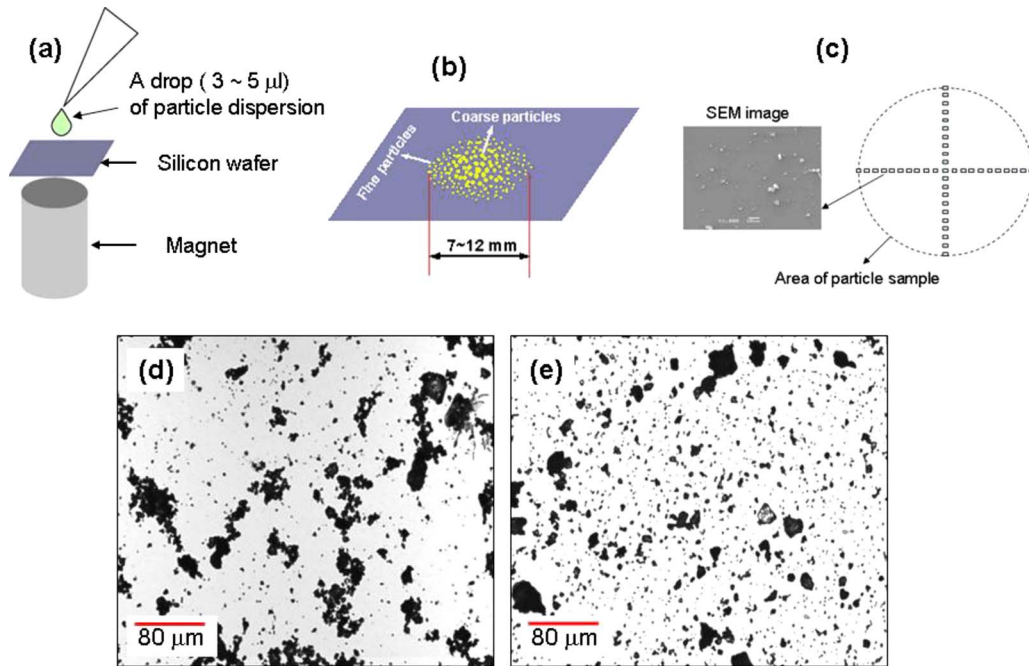 (a)
A drop ( 3 ~ 5 µl)
of particle dispersion
Silicon wafer
Magnet
(b)
Coarse particles
Fine particles
7~12 mm
(c)
SEM image
Area of particle sample
(d)
80 µm
(e)
80 µm